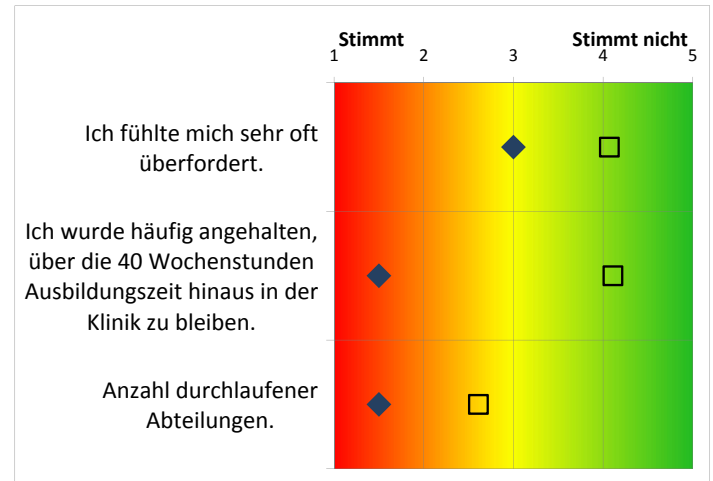 Stimmt Stimmt nicht
1 2 3 4 5
Ich fühlte mich sehr oft
überfordert.
Ich wurde häufig angehalten,
über die 40 Wochenstunden
Ausbildungszeit hinaus in der
Klinik zu bleiben.
Anzahl durchlaufener
Abteilungen.